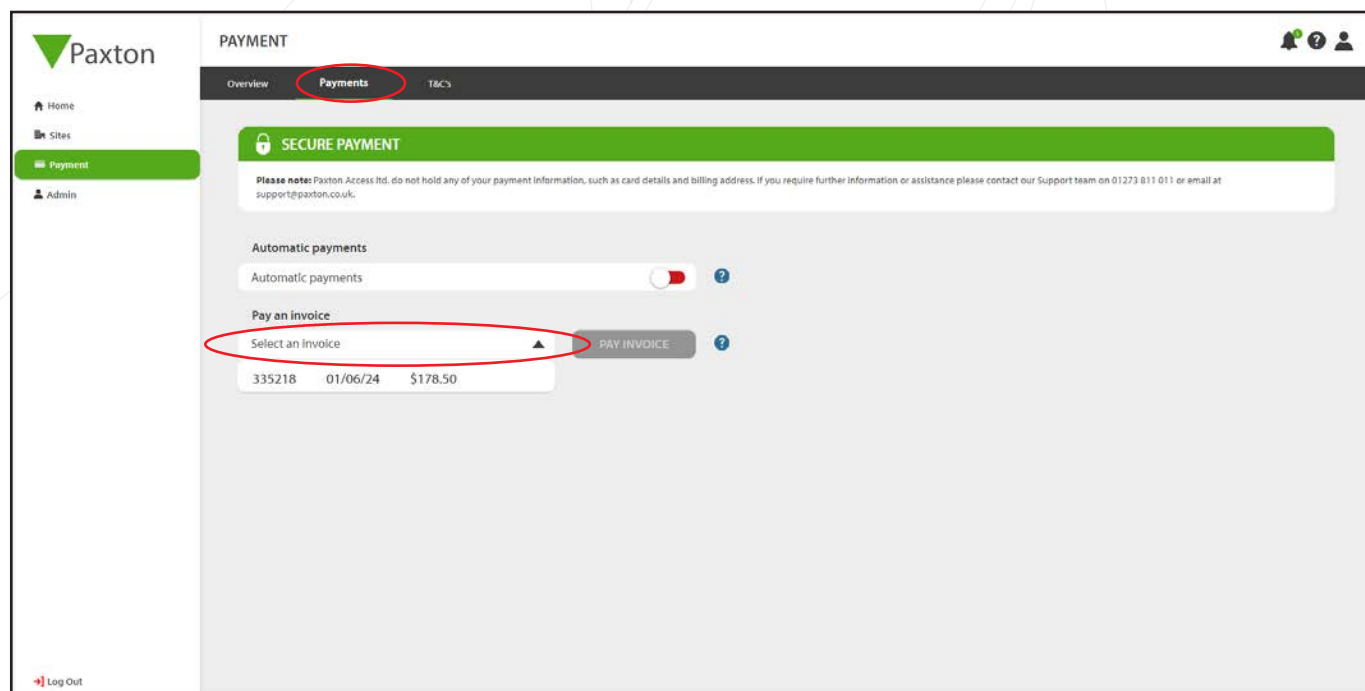 Paxton
PAYMENT
Overview Payments T&C's
Home
Sites
Payment
Admin
SECURE PAYMENT
Please note: Paxton Access ltd. do not hold any of your payment information, such as card details and billing address. If you require further information or assistance please contact our Support team on 01273 811 011 or email at
support@paxton.co.uk.
Automatic payments
Automatic payments
Pay an invoice
Select an invoice PAY INVOICE
335218 01/06/24 $178.50
Log Out